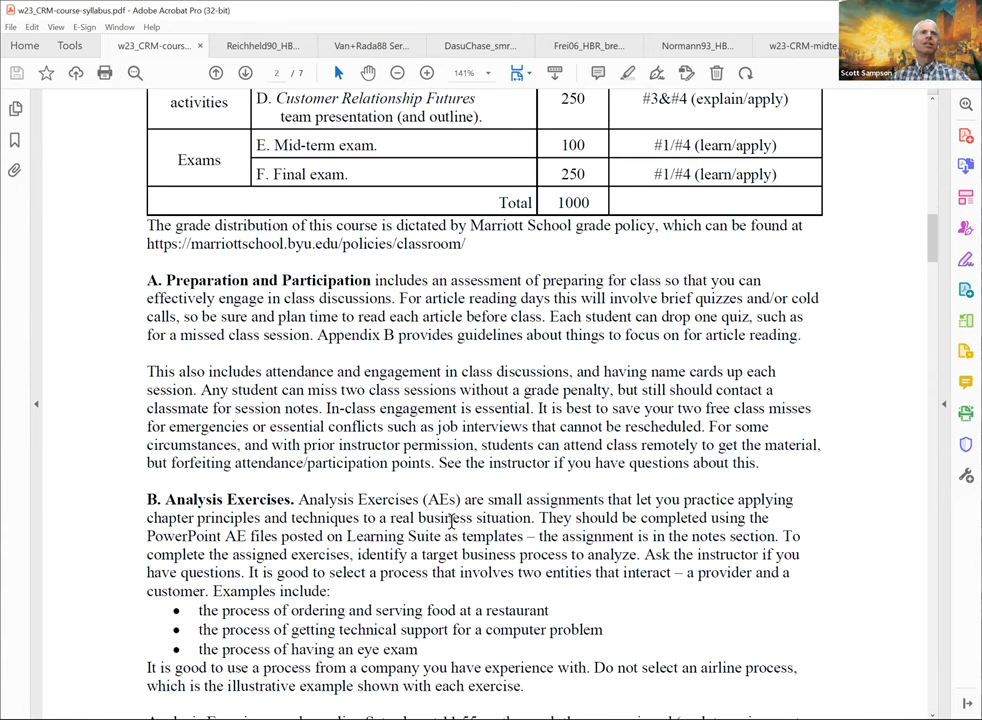 w23_CRM-course-syllabus.pdf - Adobe Acrobat Pro (32-bit)
File Edit View E-Sign Window Help
Home Tools w23_CRM-cours... × Reichheld90_HB... Van+Rada88 Ser... DasuChase_smr... Frei06_HBR_bre... Normann93_HB... w23-CRM-midte.
2 / 7 141%
Scott Sampson
activities D. Customer Relationship Futures 250 #3&#4 (explain/apply)
team presentation (and outline).
Exams E. Mid-term exam. 100 #1/#4 (learn/apply)
F. Final exam. 250 #1/#4 (learn/apply)
Total 1000
The grade distribution of this course is dictated by Marriott School grade policy, which can be found at
https://marriottschool.byu.edu/policies/classroom/
A. Preparation and Participation includes an assessment of preparing for class so that you can
effectively engage in class discussions. For article reading days this will involve brief quizzes and/or cold
calls, so be sure and plan time to read each article before class. Each student can drop one quiz, such as
for a missed class session. Appendix B provides guidelines about things to focus on for article reading.
This also includes attendance and engagement in class discussions, and having name cards up each
session. Any student can miss two class sessions without a grade penalty, but still should contact a
classmate for session notes. In-class engagement is essential. It is best to save your two free class misses
for emergencies or essential conflicts such as job interviews that cannot be rescheduled. For some
circumstances, and with prior instructor permission, students can attend class remotely to get the material,
but forfeiting attendance/participation points. See the instructor if you have questions about this.
B. Analysis Exercises. Analysis Exercises (AEs) are small assignments that let you practice applying
chapter principles and techniques to a real business situation. They should be completed using the
PowerPoint AE files posted on Learning Suite as templates – the assignment is in the notes section. To
complete the assigned exercises, identify a target business process to analyze. Ask the instructor if you
have questions. It is good to select a process that involves two entities that interact – a provider and a
customer. Examples include:
• the process of ordering and serving food at a restaurant
• the process of getting technical support for a computer problem
• the process of having an eye exam
It is good to use a process from a company you have experience with. Do not select an airline process,
which is the illustrative example shown with each exercise.